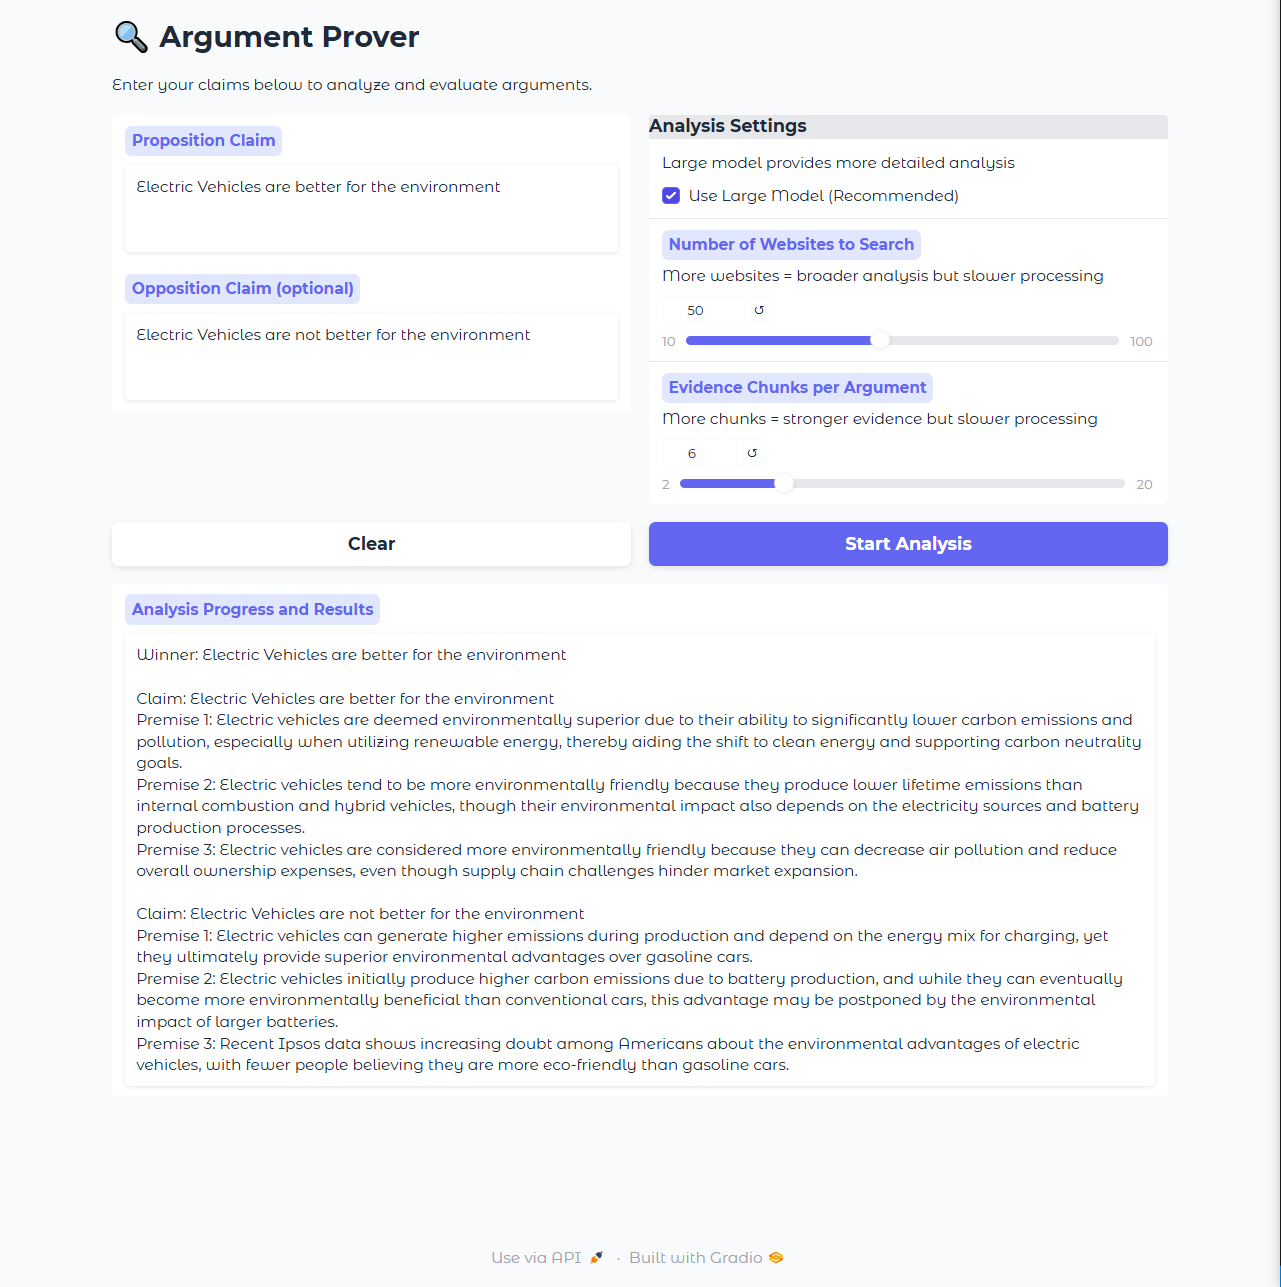 Argument Prover
Enter your claims below to analyze and evaluate arguments.
Proposition Claim
Electric Vehicles are better for the environment
Opposition Claim (optional)
Electric Vehicles are not better for the environment
Analysis Settings
Large model provides more detailed analysis
Use Large Model (Recommended)
Number of Websites to Search
More websites = broader analysis but slower processing
50 ↺
10 100
Evidence Chunks per Argument
More chunks = stronger evidence but slower processing
6 ↺
2 20
Clear
Start Analysis
Analysis Progress and Results
Winner: Electric Vehicles are better for the environment
Claim: Electric Vehicles are better for the environment
Premise 1: Electric vehicles are deemed environmentally superior due to their ability to significantly lower carbon emissions and
pollution, especially when utilizing renewable energy, thereby aiding the shift to clean energy and supporting carbon neutrality
goals.
Premise 2: Electric vehicles tend to be more environmentally friendly because they produce lower lifetime emissions than
internal combustion and hybrid vehicles, though their environmental impact also depends on the electricity sources and battery
production processes.
Premise 3: Electric vehicles are considered more environmentally friendly because they can decrease air pollution and reduce
overall ownership expenses, even though supply chain challenges hinder market expansion.
Claim: Electric Vehicles are not better for the environment
Premise 1: Electric vehicles can generate higher emissions during production and depend on the energy mix for charging, yet
they ultimately provide superior environmental advantages over gasoline cars.
Premise 2: Electric vehicles initially produce higher carbon emissions due to battery production, and while they can eventually
become more environmentally beneficial than conventional cars, this advantage may be postponed by the environmental
impact of larger batteries.
Premise 3: Recent Ipsos data shows increasing doubt among Americans about the environmental advantages of electric
vehicles, with fewer people believing they are more eco-friendly than gasoline cars.
Use via API · Built with Gradio